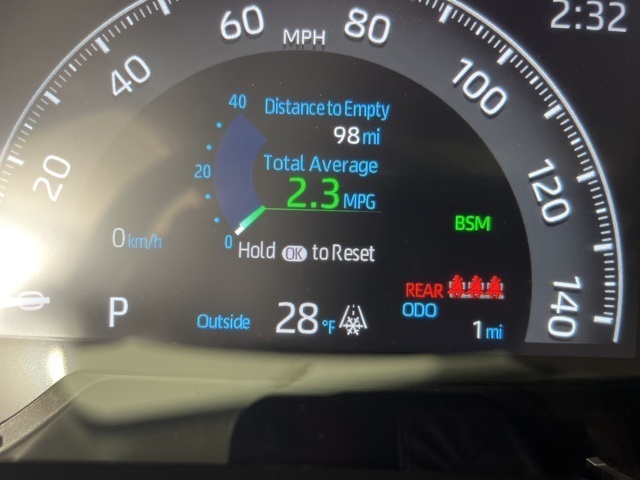 2:32
60
MPH
80
40
100
20
120
140
40
Distance to Empty
98 mi
Total Average
20
2.3 MPG
BSM
0 km/h
0
Hold OK to Reset
REAR
ODO
P
Outside
28 °F
1 mi